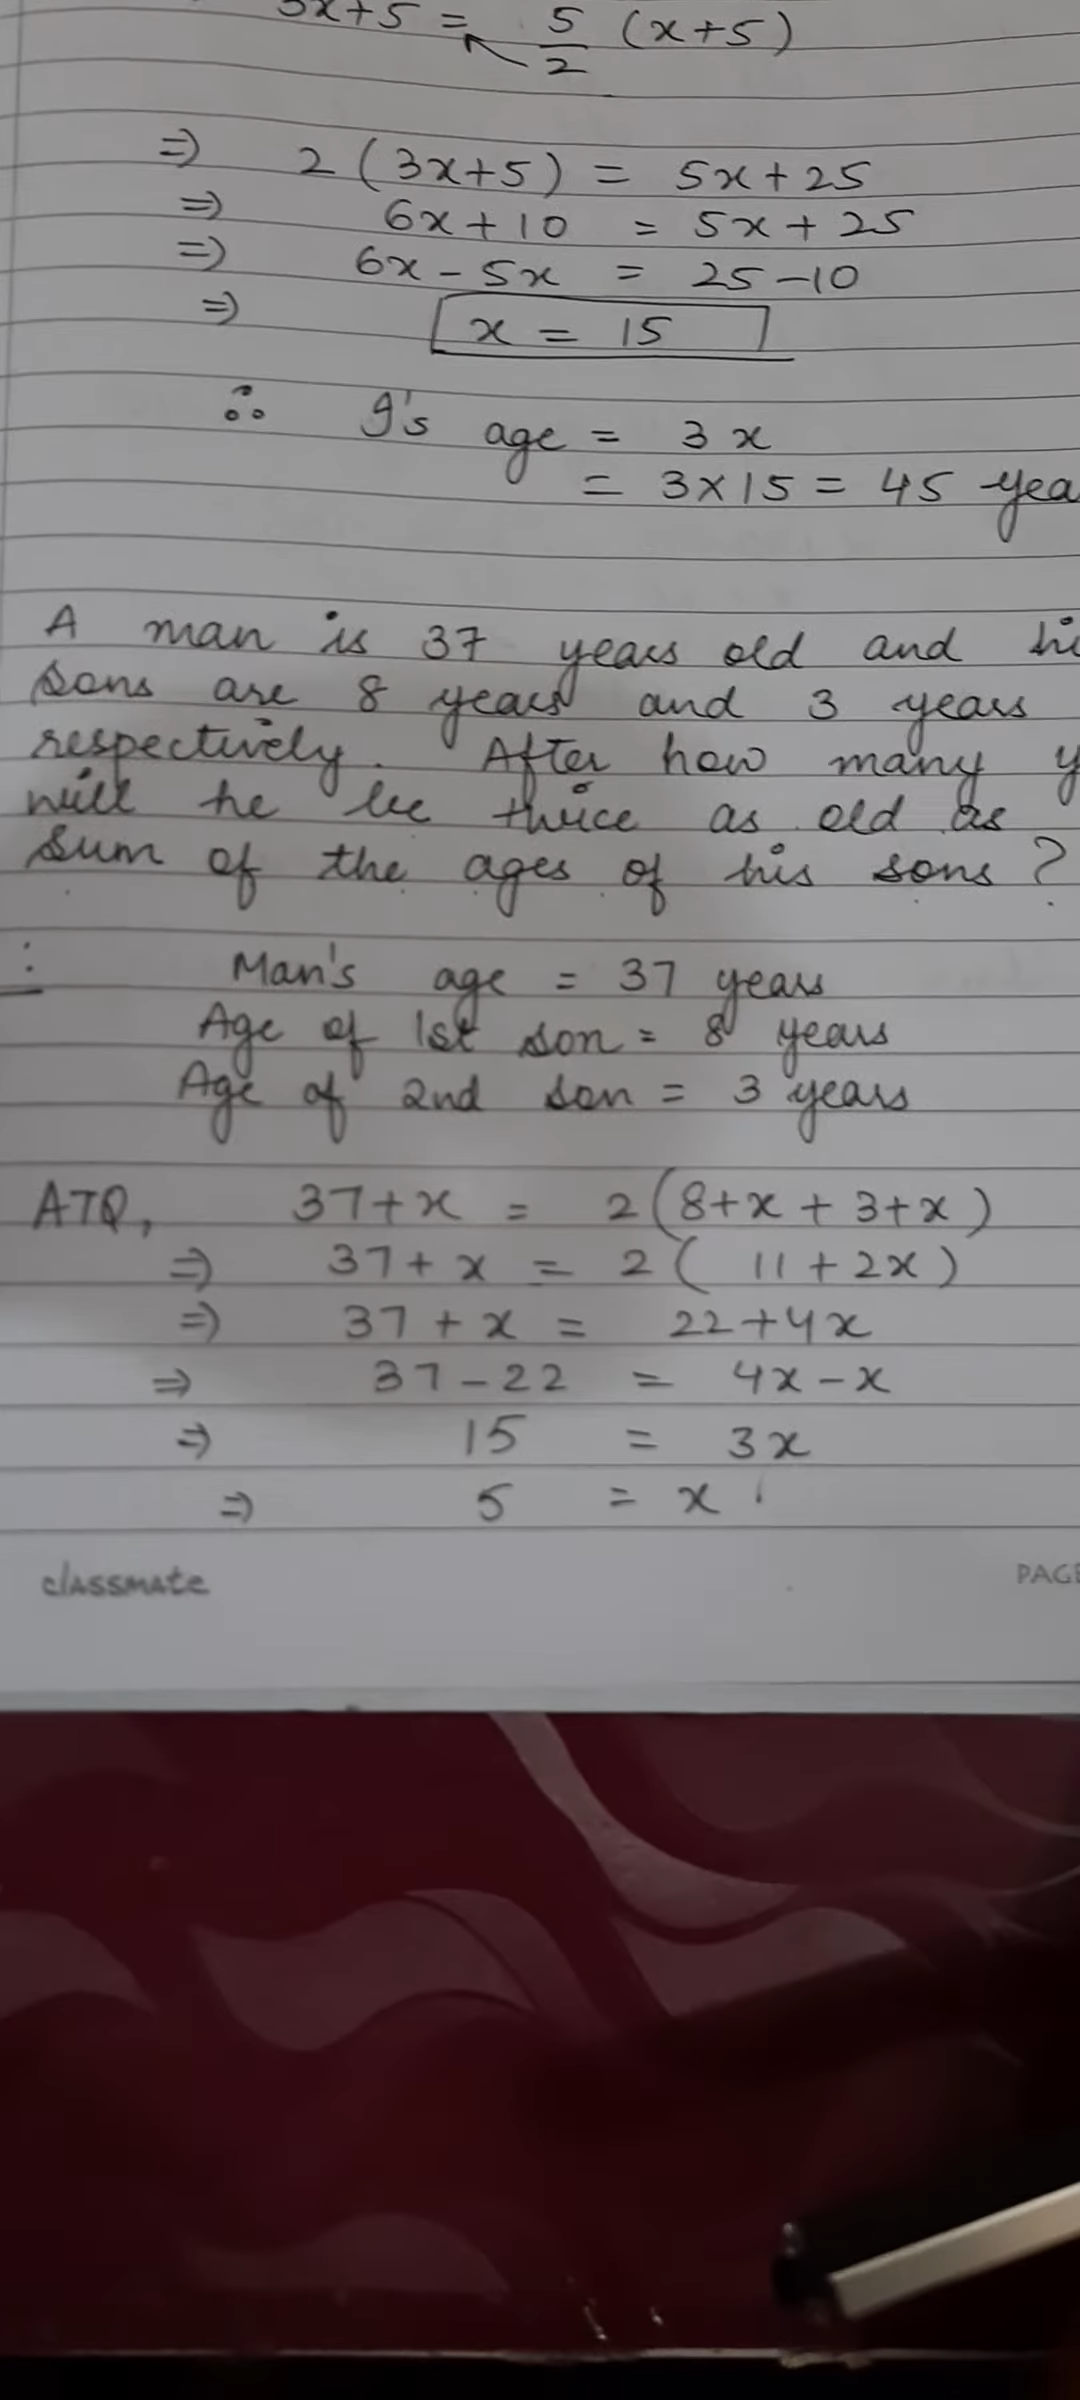 3x+5 = 5/2 (x+5)
⇒ 2(3x+5) = 5x+25
⇒ 6x+10 = 5x+25
⇒ 6x-5x = 25-10
⇒ x = 15
∴ g's age = 3x
= 3×15 = 45 yea
A man is 37 years old and hi
sons are 8 years and 3 years
respectively. After how many y
will he be twice as old as
sum of the ages of his sons?
: Man's age = 37 years
Age of 1st son = 8 years
Age of 2nd son = 3 years
ATQ, 37+x = 2(8+x+3+x)
⇒ 37+x = 2(11+2x)
⇒ 37+x = 22+4x
⇒ 37-22 = 4x-x
⇒ 15 = 3x
⇒ 5 = x
classmate PAGE